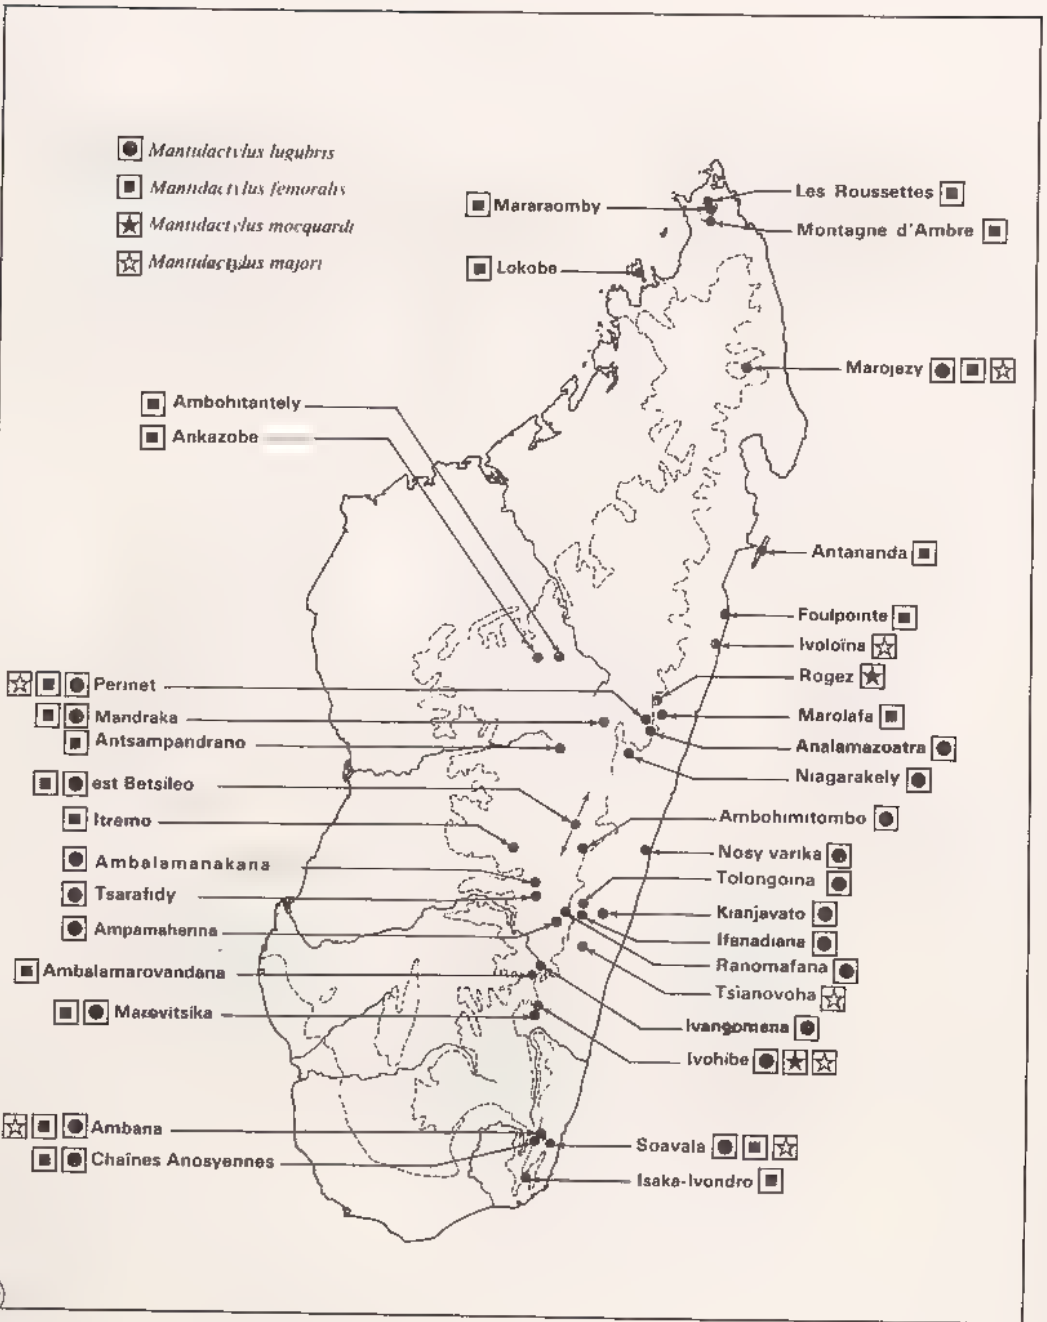 Mantidactylus lugubris
Mantidactylus femoralis
Mantidactylus mocquardi
Mantidactylus majori
Les Roussettes
Mararaomby
Montagne d'Ambre
Lokobe
Marojezy
Ambohitantely
Ankazobe
Antananda
Foulpointe
Ivoloïna
Rogez
Perinet
Marolafa
Mandraka
Antsampandrano
Analamazoatra
Niagarakely
est Betsileo
Itremo
Ambohimitombo
Nosy varika
Ambalamanakana
Tolongoina
Tsarafidy
Kianjavato
Ampamaherina
Ifanadiana
Ranomafana
Ambalamarovandana
Tsianovoha
Marovitsika
Ivangomena
Ivohibe
Ambana
Soavala
Chaînes Anosyennes
Isaka-Ivondro